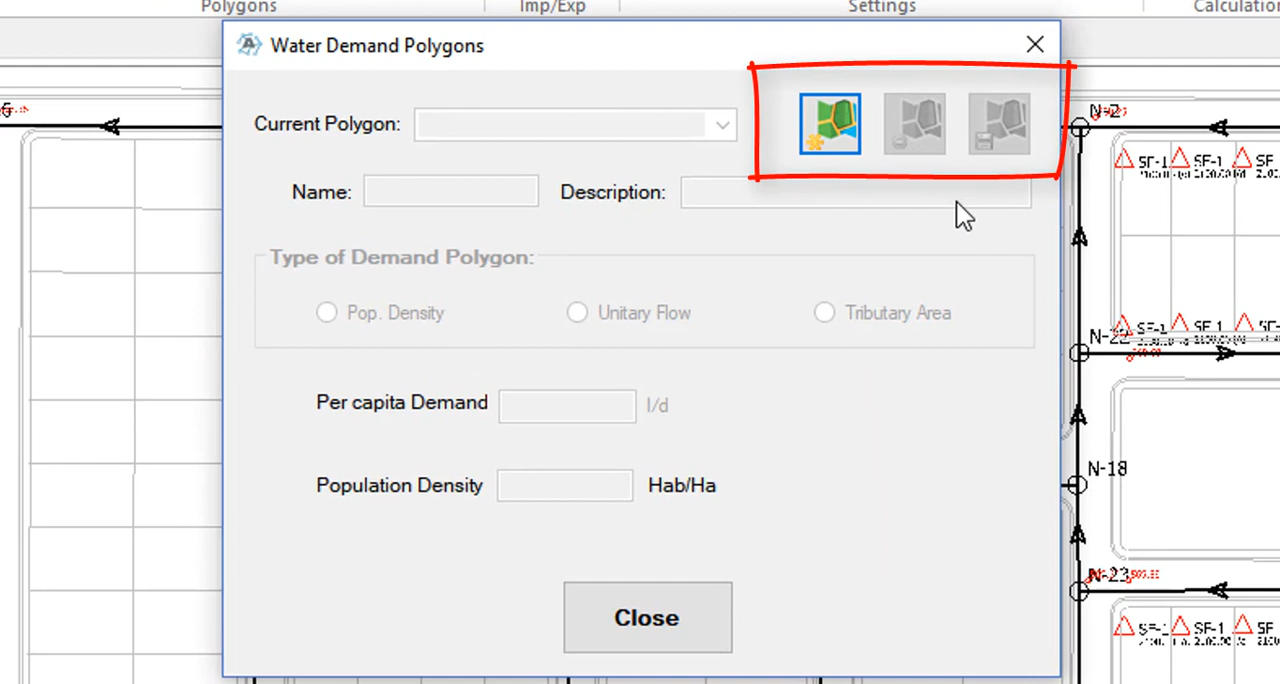 Polygons Imp/Exp Settings
Water Demand Polygons
Current Polygon:
N-2
SF-1 SF-1 SF
Name: Description:
Type of Demand Polygon:
Pop. Density Unitary Flow Tributary Area
SF-1 SF-1 SF
N-22
Per capita Demand l/d
N-18
Population Density Hab/Ha
N-23
Close
SF-1 SF-1 SF